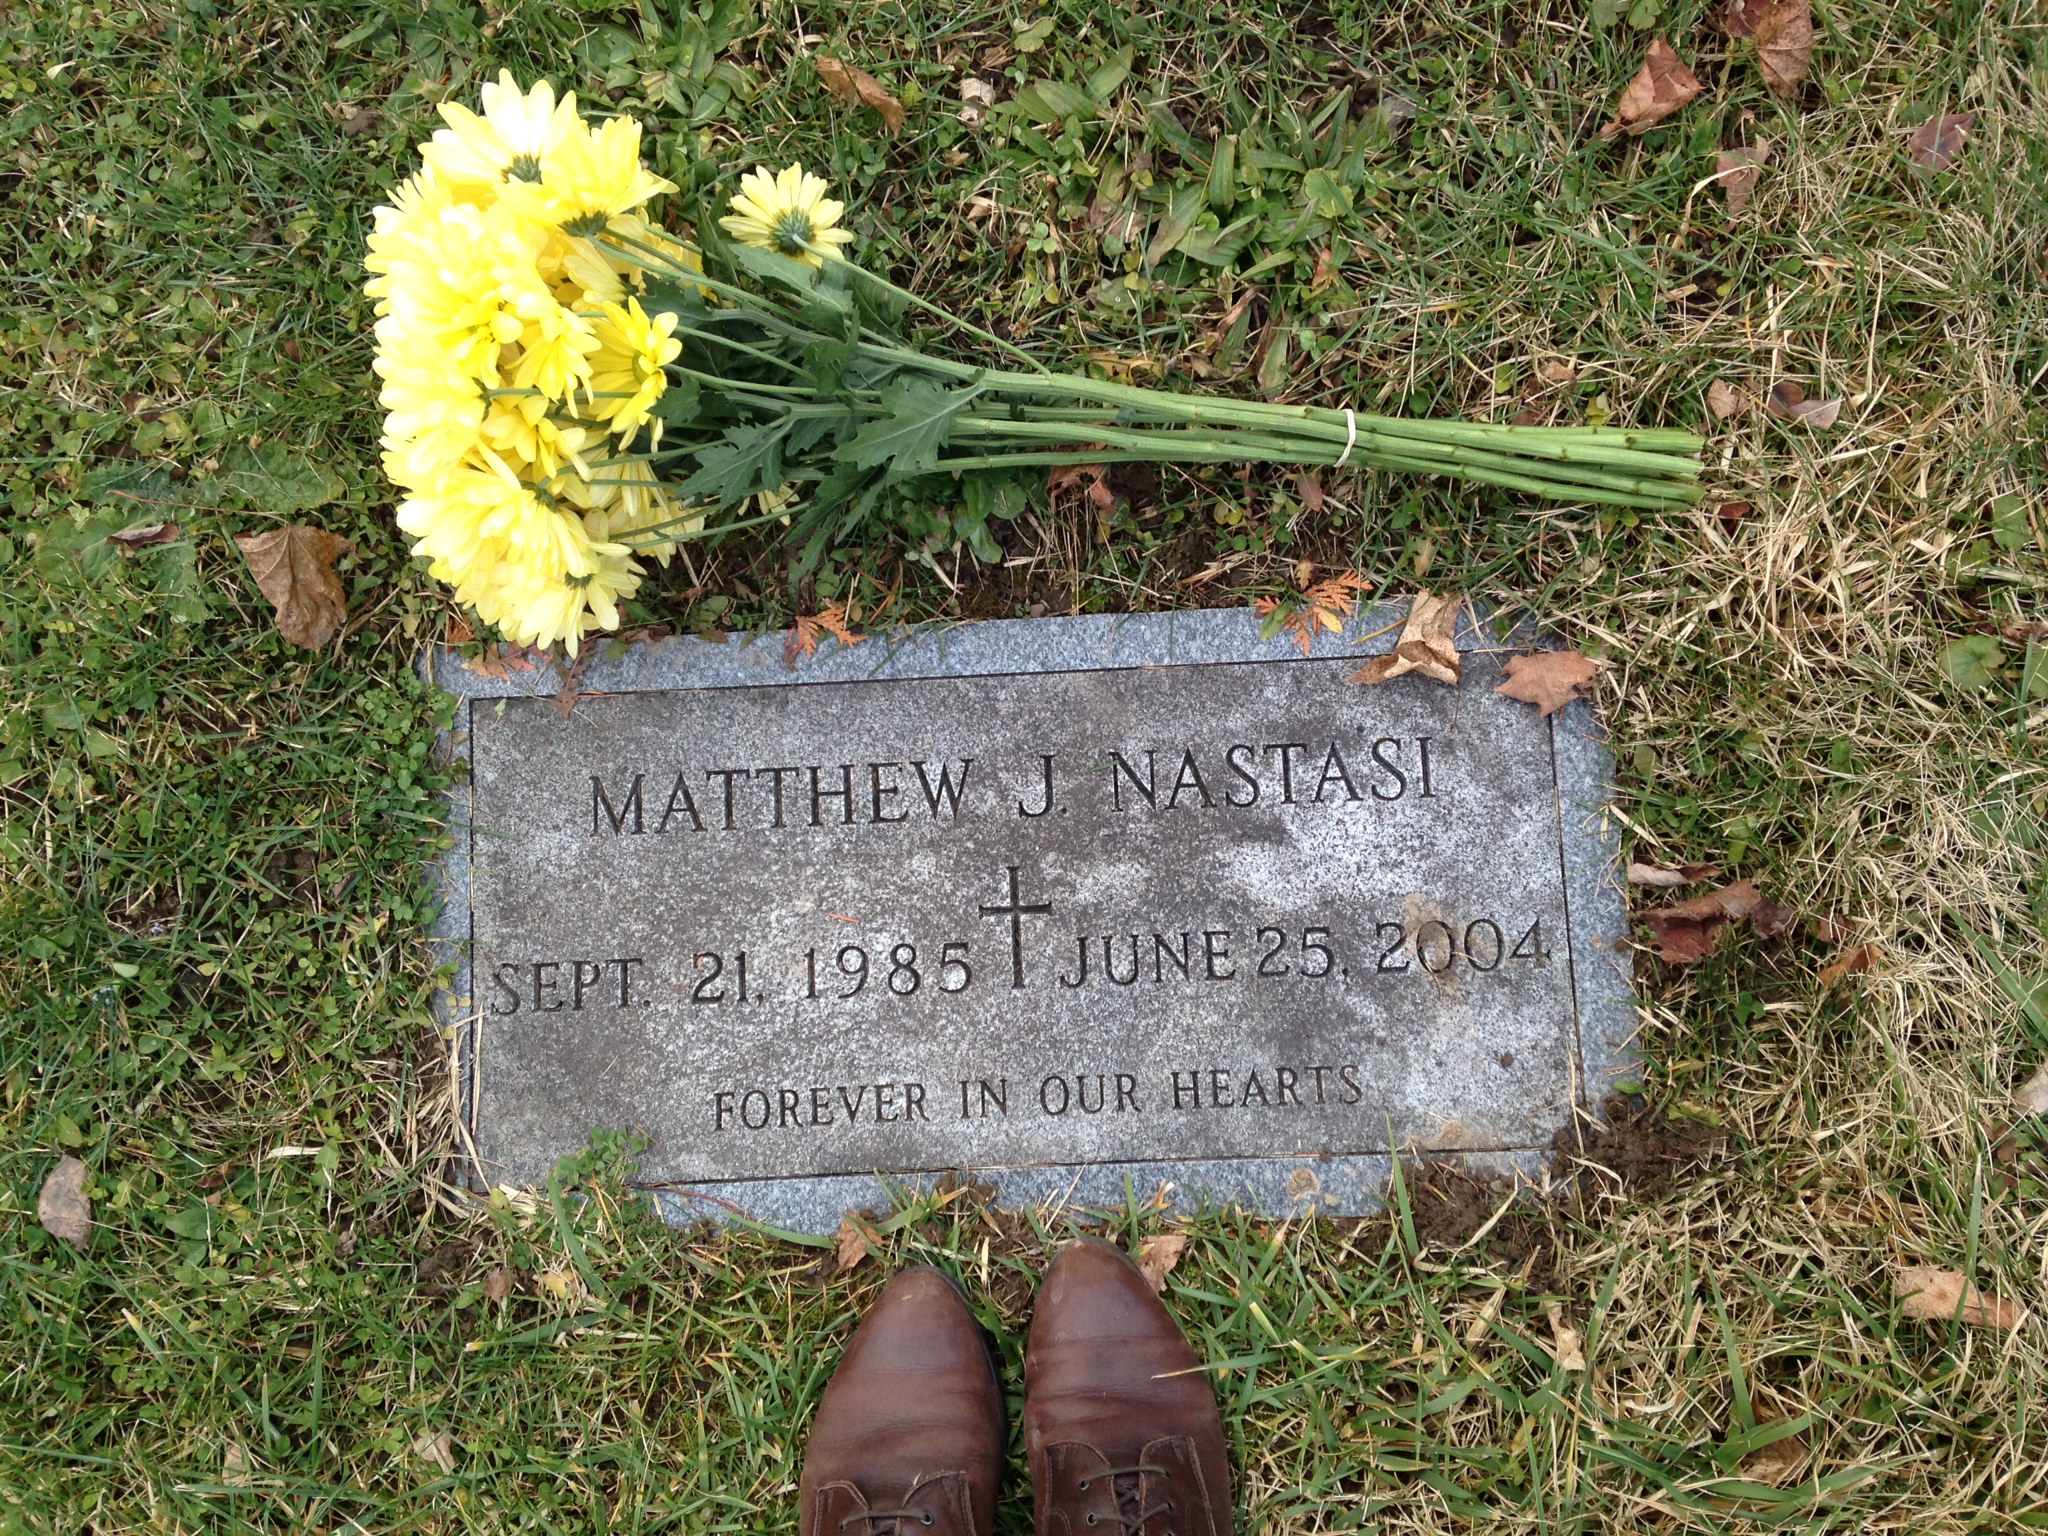 MATTHEW J. NASTASI
SEPT. 21, 1985 JUNE 25, 2004
FOREVER IN OUR HEARTS